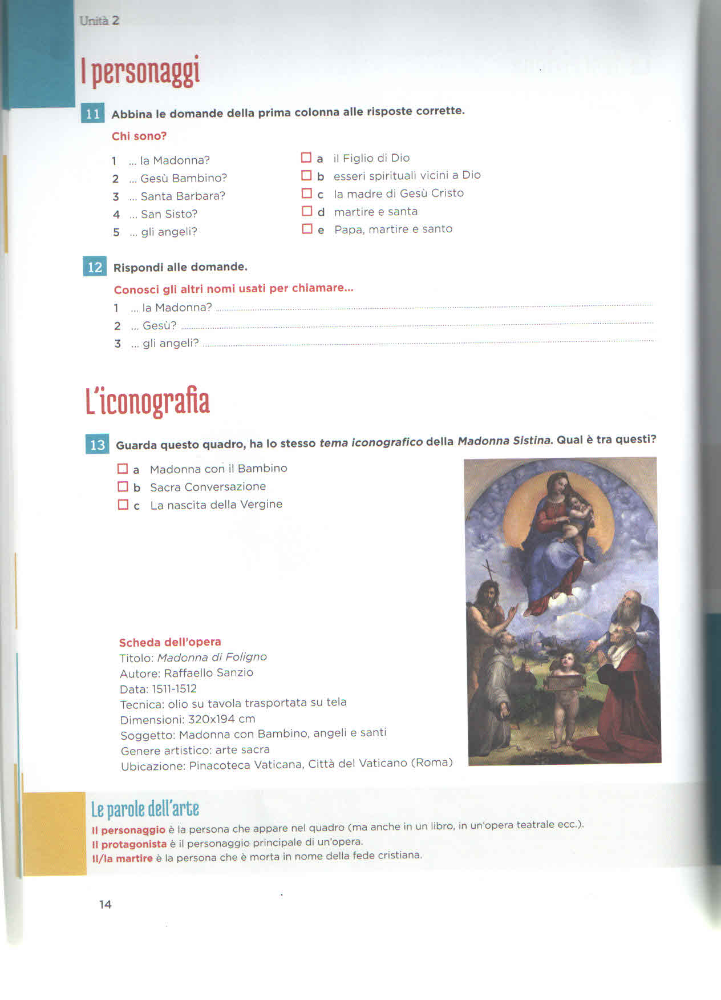 Unità 2
I personaggi
11 Abbina le domande della prima colonna alle risposte corrette.
Chi sono?
1 ... la Madonna?
2 ... Gesù Bambino?
3 ... Santa Barbara?
4 ... San Sisto?
5 ... gli angeli?
a il Figlio di Dio
b esseri spirituali vicini a Dio
c la madre di Gesù Cristo
d martire e santa
e Papa, martire e santo
12 Rispondi alle domande.
Conosci gli altri nomi usati per chiamare...
1 ... la Madonna?
2 ... Gesù?
3 ... gli angeli?
L'iconografia
13 Guarda questo quadro, ha lo stesso tema iconografico della Madonna Sistina. Qual è tra questi?
a Madonna con il Bambino
b Sacra Conversazione
c La nascita della Vergine
Scheda dell'opera
Titolo: Madonna di Foligno
Autore: Raffaello Sanzio
Data: 1511-1512
Tecnica: olio su tavola trasportata su tela
Dimensioni: 320x194 cm
Soggetto: Madonna con Bambino, angeli e santi
Genere artistico: arte sacra
Ubicazione: Pinacoteca Vaticana, Città del Vaticano (Roma)
Le parole dell'arte
Il personaggio è la persona che appare nel quadro (ma anche in un libro, in un'opera teatrale ecc.).
Il protagonista è il personaggio principale di un'opera.
Il/la martire è la persona che è morta in nome della fede cristiana.
14